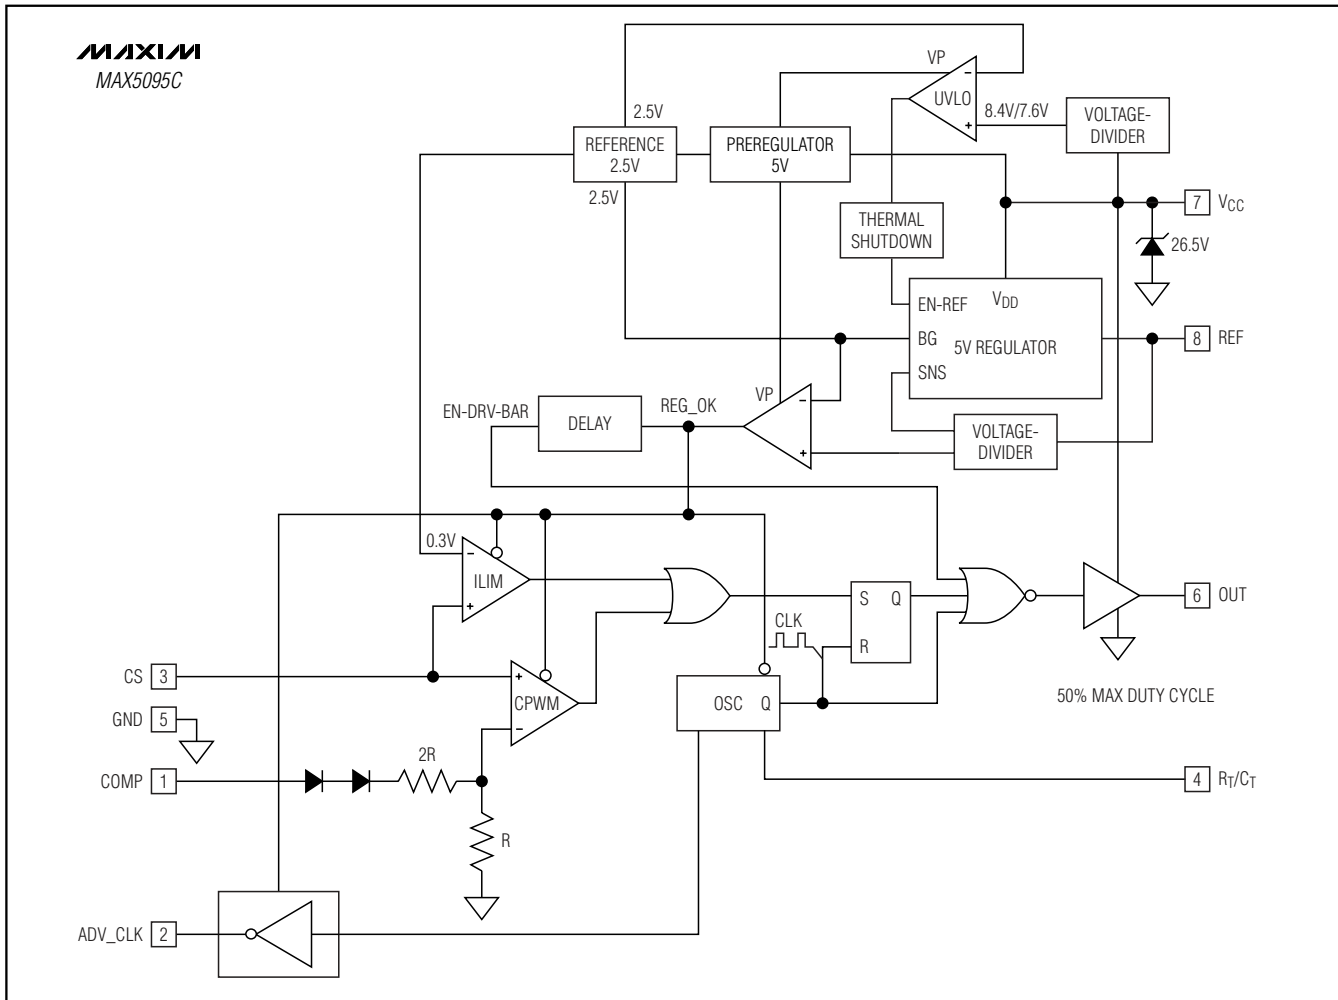 MAXIM
MAX5095C
VP
-
UVLO
+
8.4V/7.6V
VOLTAGE-
DIVIDER
2.5V
REFERENCE
2.5V
2.5V
PREREGULATOR
5V
THERMAL
SHUTDOWN
7
VCC
26.5V
EN-REF
VDD
BG
5V REGULATOR
SNS
8
REF
VP
-
+
REG_OK
EN-DRV-BAR
DELAY
VOLTAGE-
DIVIDER
0.3V
-
ILIM
+
S
Q
R
CLK
6
OUT
CS
3
+
CPWM
-
OSC
Q
50% MAX DUTY CYCLE
GND
5
COMP
1
2R
R
4
RT/CT
ADV_CLK
2